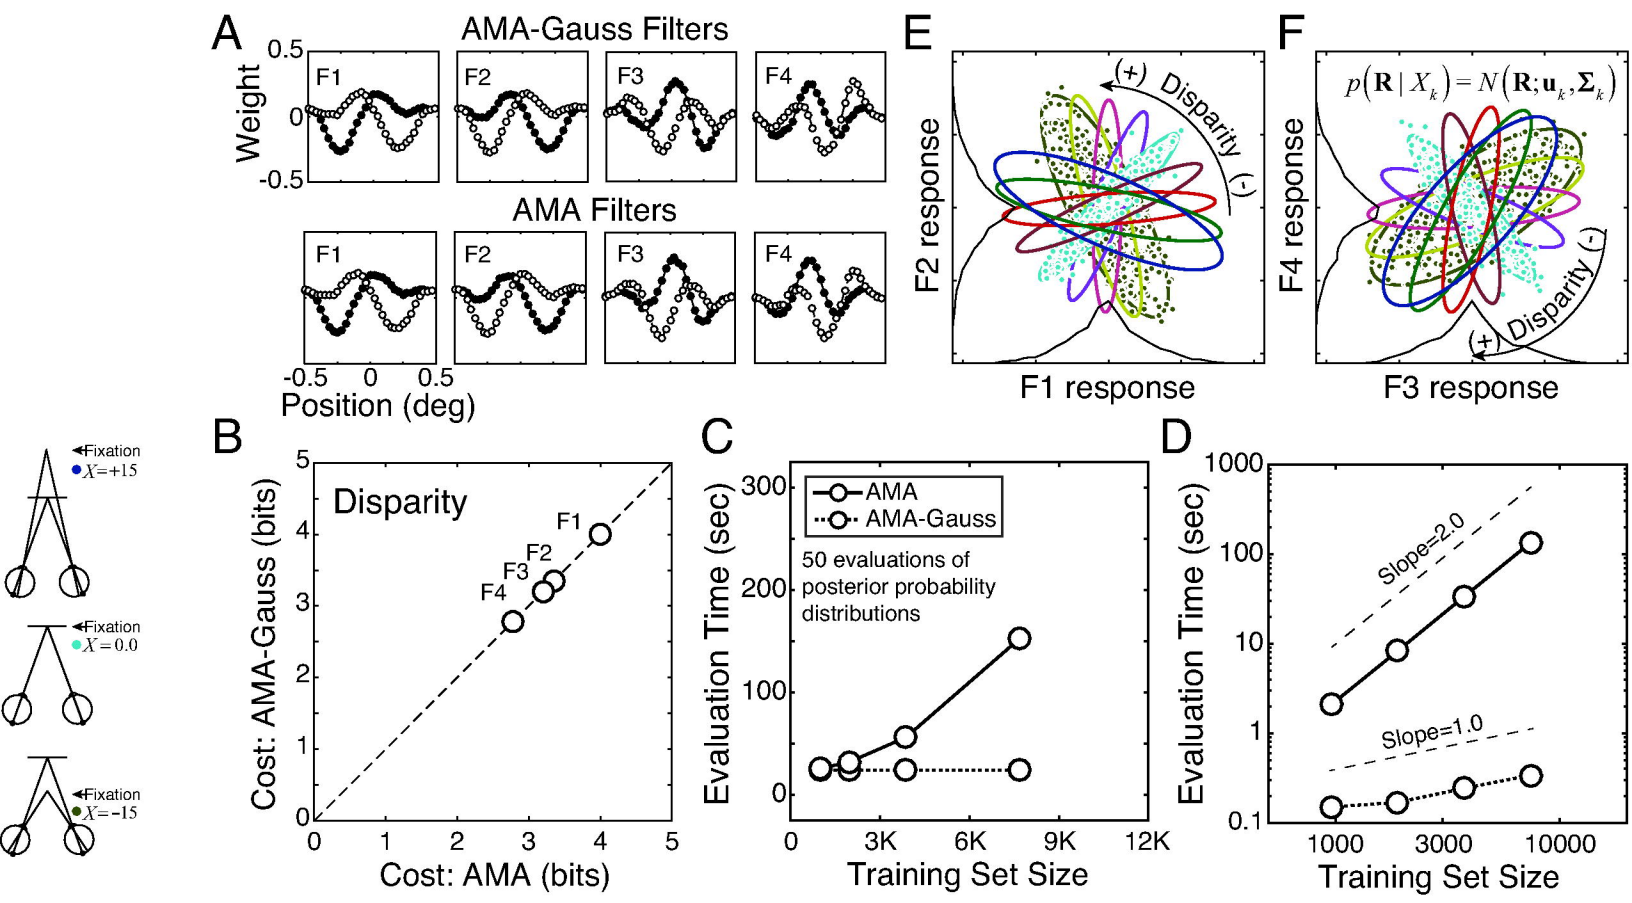 A
AMA-Gauss Filters
Weight
0.5
0
-0.5
F1
F2
F3
F4
AMA Filters
F1
F2
F3
F4
-0.5
0
0.5
Position (deg)
E
(+) Disparity (-)
F2 response
F1 response
F
p(R | X_k) = N(R; u_k, Σ_k)
(+) Disparity (-)
F4 response
F3 response
Fixation
X=+15
Fixation
X=0.0
Fixation
X=−15
B
Disparity
F1
F2
F3
F4
5
4
3
2
1
0
0 1 2 3 4 5
Cost: AMA-Gauss (bits)
Cost: AMA (bits)
C
AMA
AMA-Gauss
50 evaluations of
posterior probability
distributions
300
200
100
0
0 3K 6K 9K 12K
Evaluation Time (sec)
Training Set Size
D
1000
100
10
1
0.1
Slope=2.0
Slope=1.0
1000 3000 10000
Evaluation Time (sec)
Training Set Size